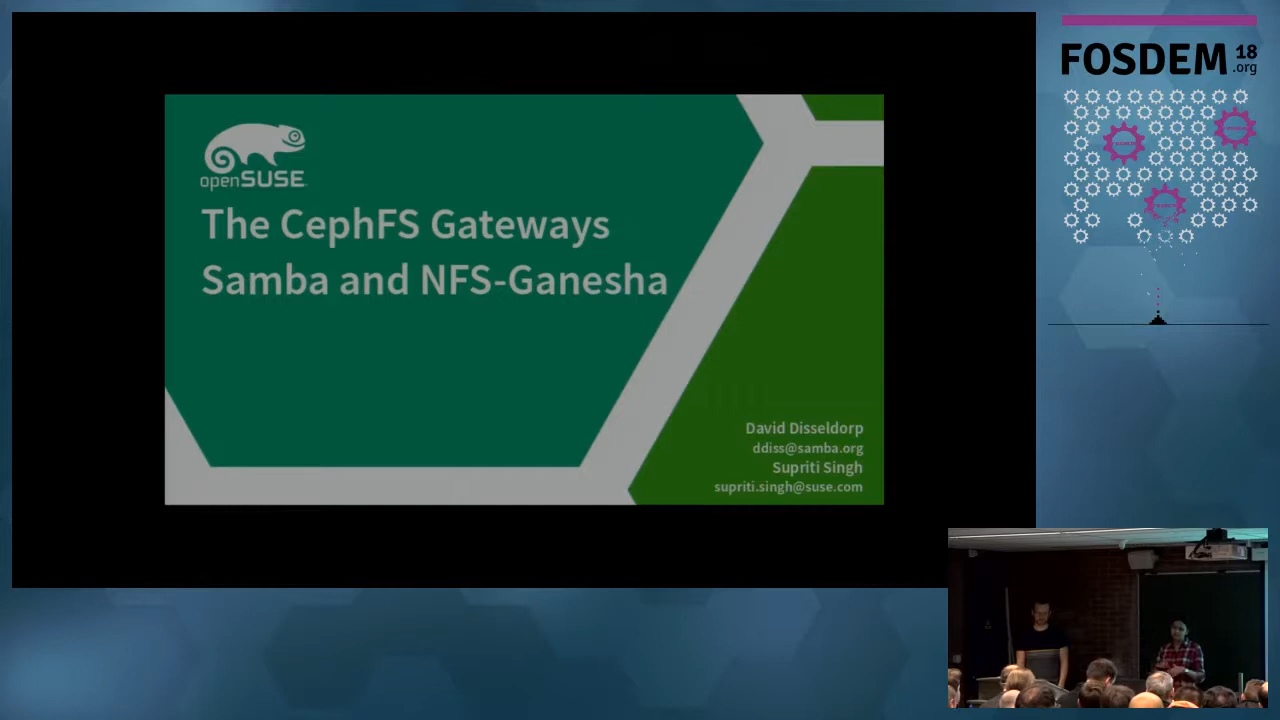 openSUSE
The CephFS Gateways
Samba and NFS-Ganesha
David Disseldorp
ddiss@samba.org
Supriti Singh
supriti.singh@suse.com
FOSDEM 18
.org